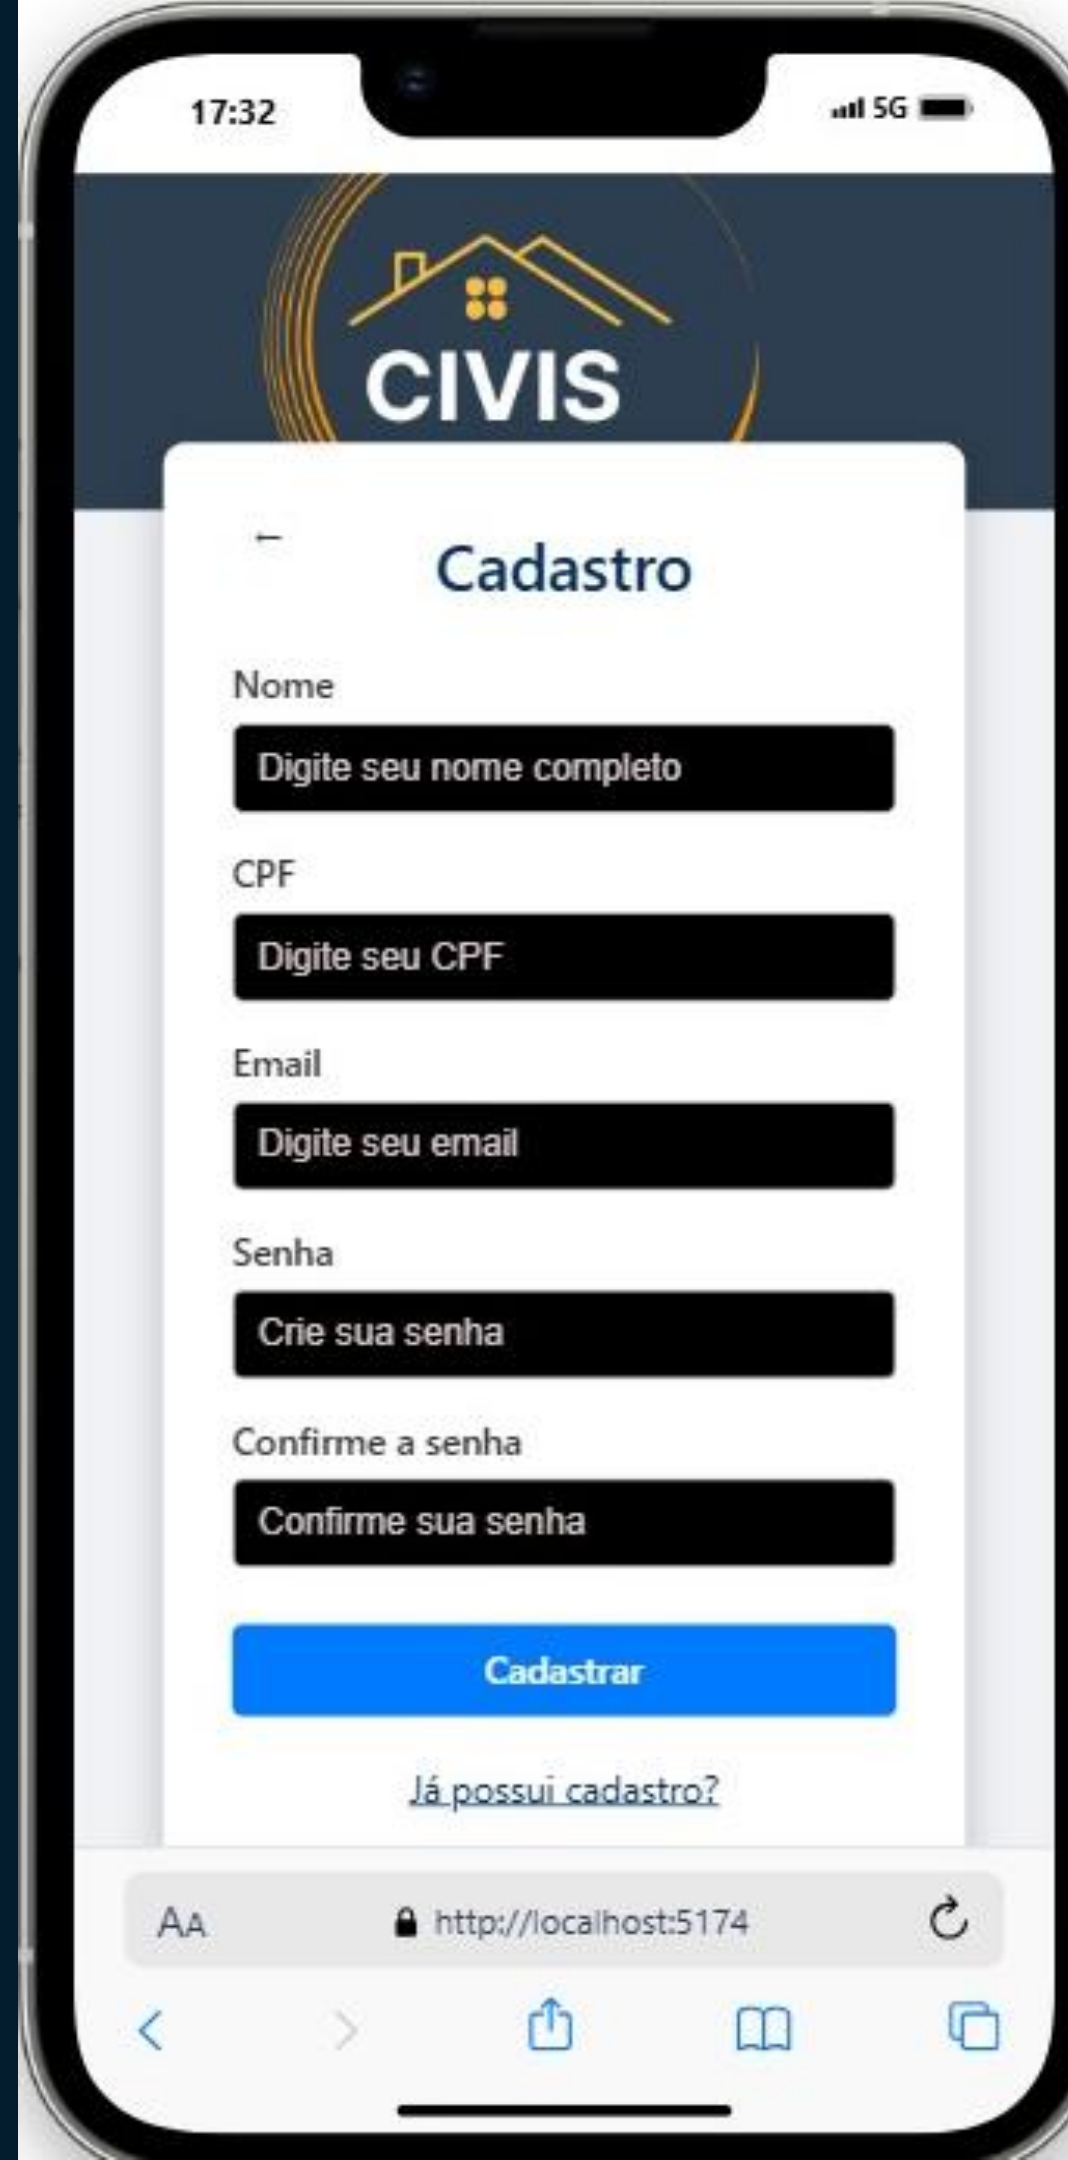 17:32
5G
CIVIS
←
Cadastro
Nome
Digite seu nome completo
CPF
Digite seu CPF
Email
Digite seu email
Senha
Crie sua senha
Confirme a senha
Confirme sua senha
Cadastrar
Já possui cadastro?
AA http://localhost:5174